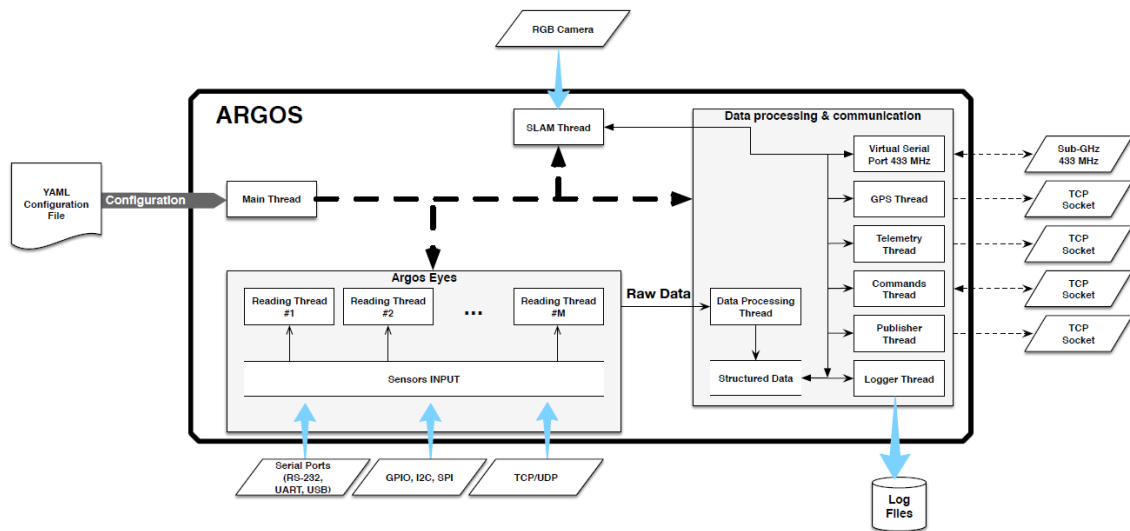 RGB Camera
ARGOS
SLAM Thread
Data processing & communication
Virtual Serial
Port 433 MHz
Sub-GHz
433 MHz
YAML
Configuration
File
Configuration
Main Thread
GPS Thread
TCP
Socket
Telemetry
Thread
TCP
Socket
Argos Eyes
Reading Thread
#1
Reading Thread
#2
...
Reading Thread
#M
Raw Data
Data Processing
Thread
Commands
Thread
TCP
Socket
Publisher
Thread
TCP
Socket
Sensors INPUT
Structured Data
Logger Thread
Serial Ports
(RS-232,
UART, USB)
GPIO, I2C, SPI
TCP/UDP
Log
Files